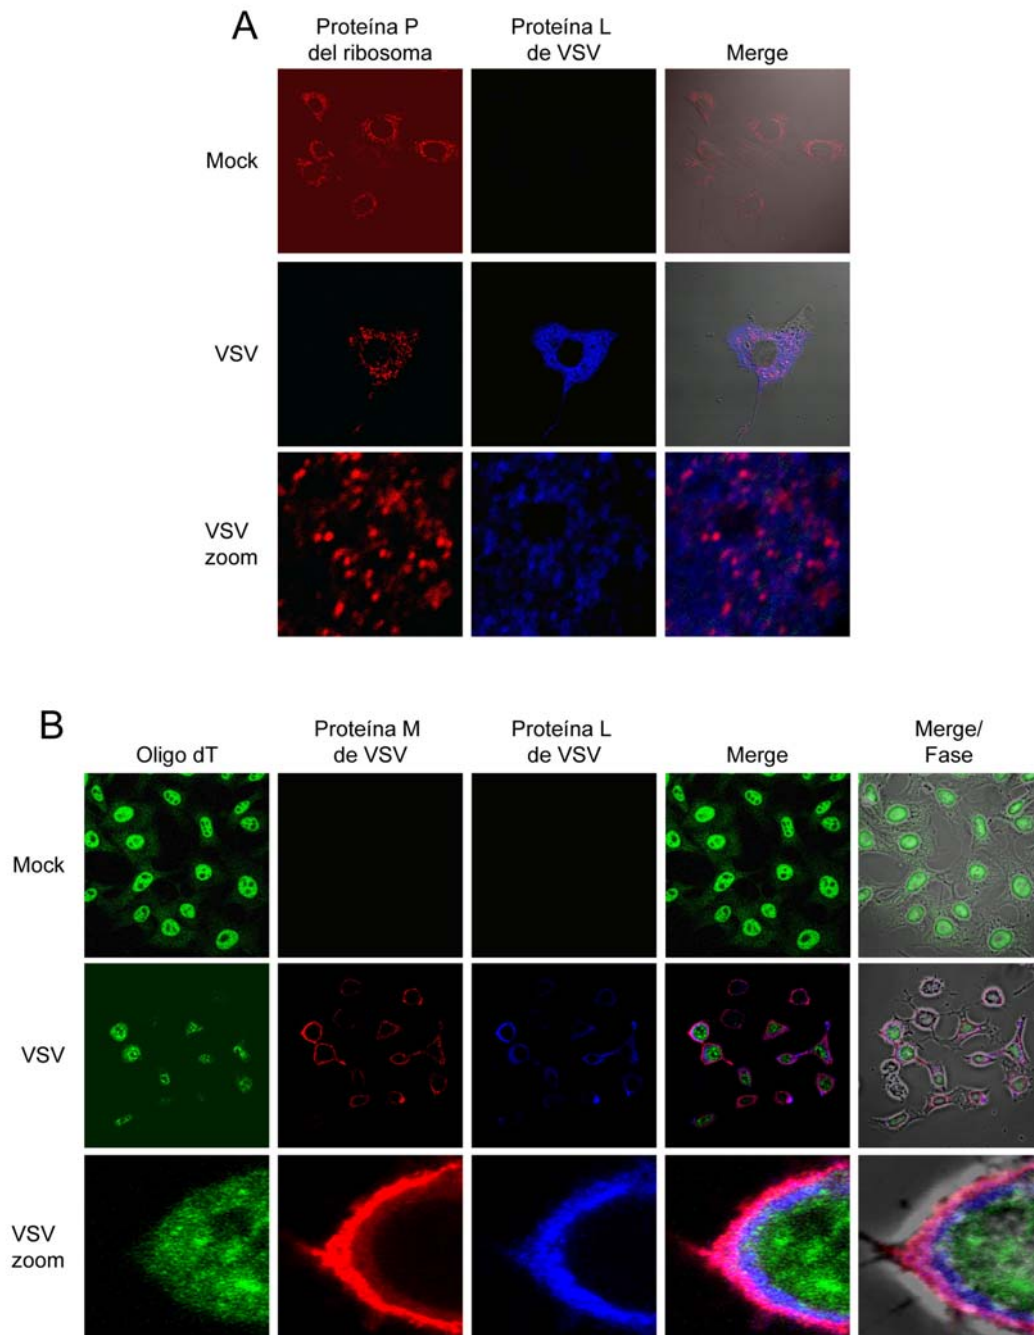 A
Proteína P
del ribosoma
Proteína L
de VSV
Merge
Mock
VSV
VSV
zoom
B
Oligo dT
Proteína M
de VSV
Proteína L
de VSV
Merge
Merge/
Fase
Mock
VSV
VSV
zoom